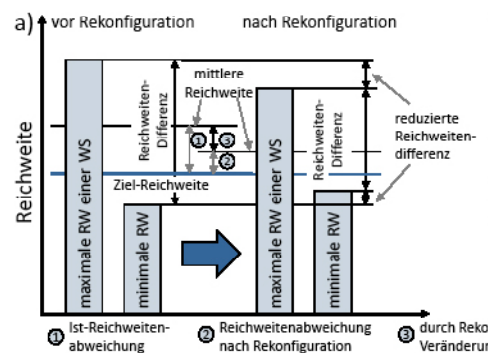 a) vor Rekonfiguration nach Rekonfiguration
Reichweite
maximale RW einer WS
minimale RW
Reichweiten-
Differenz
mittlere
Reichweite
1 3
2
Ziel-Reichweite
maximale RW einer WS
minimale RW
Reichweiten-
Differenz
reduzierte
Reichweiten-
differenz
1 Ist-Reichweiten-
abweichung
2 Reichweitenabweichung
nach Rekonfiguration
3 durch Reko
Veränderu